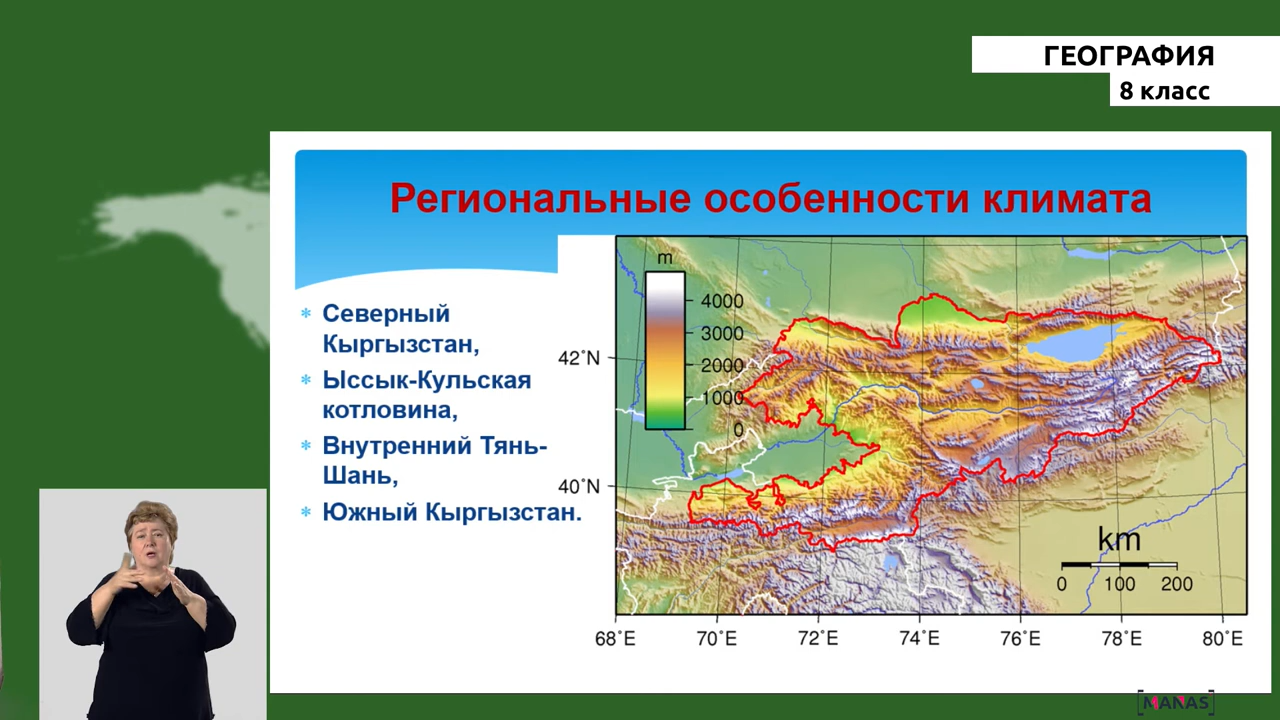 ГЕОГРАФИЯ
8 класс
Региональные особенности климата
Северный
Кыргызстан,
Ыссык-Кульская
котловина,
Внутренний Тянь-
Шань,
Южный Кыргызстан.
m
4000
3000
2000
1000
0
42°N
40°N
km
0 100 200
68°E 70°E 72°E 74°E 76°E 78°E 80°E
[MANAS]